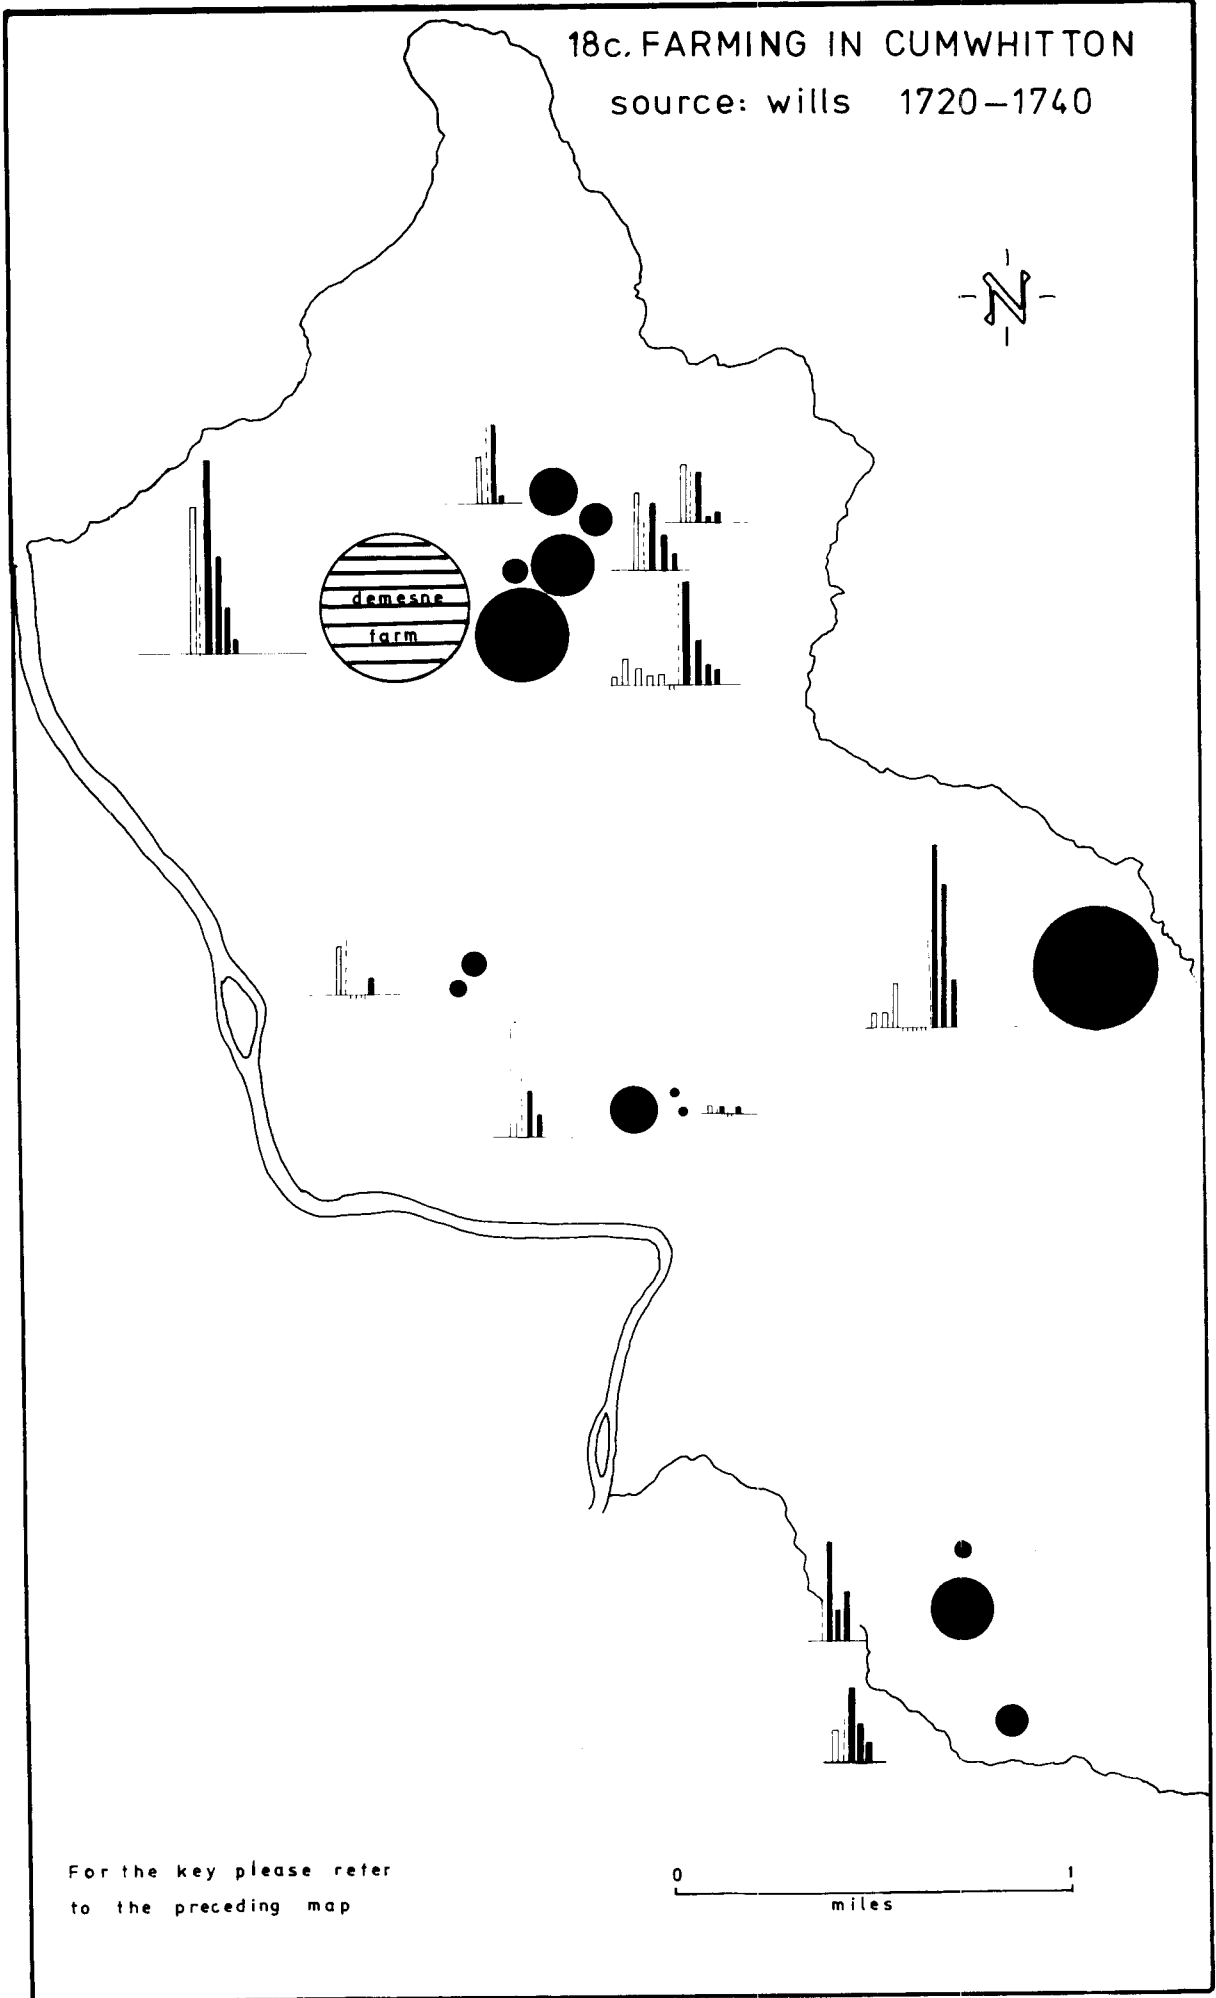 18c. FARMING IN CUMWHITTON
source: wills 1720–1740
N
demesne
farm
For the key please refer
to the preceding map
0 1
miles